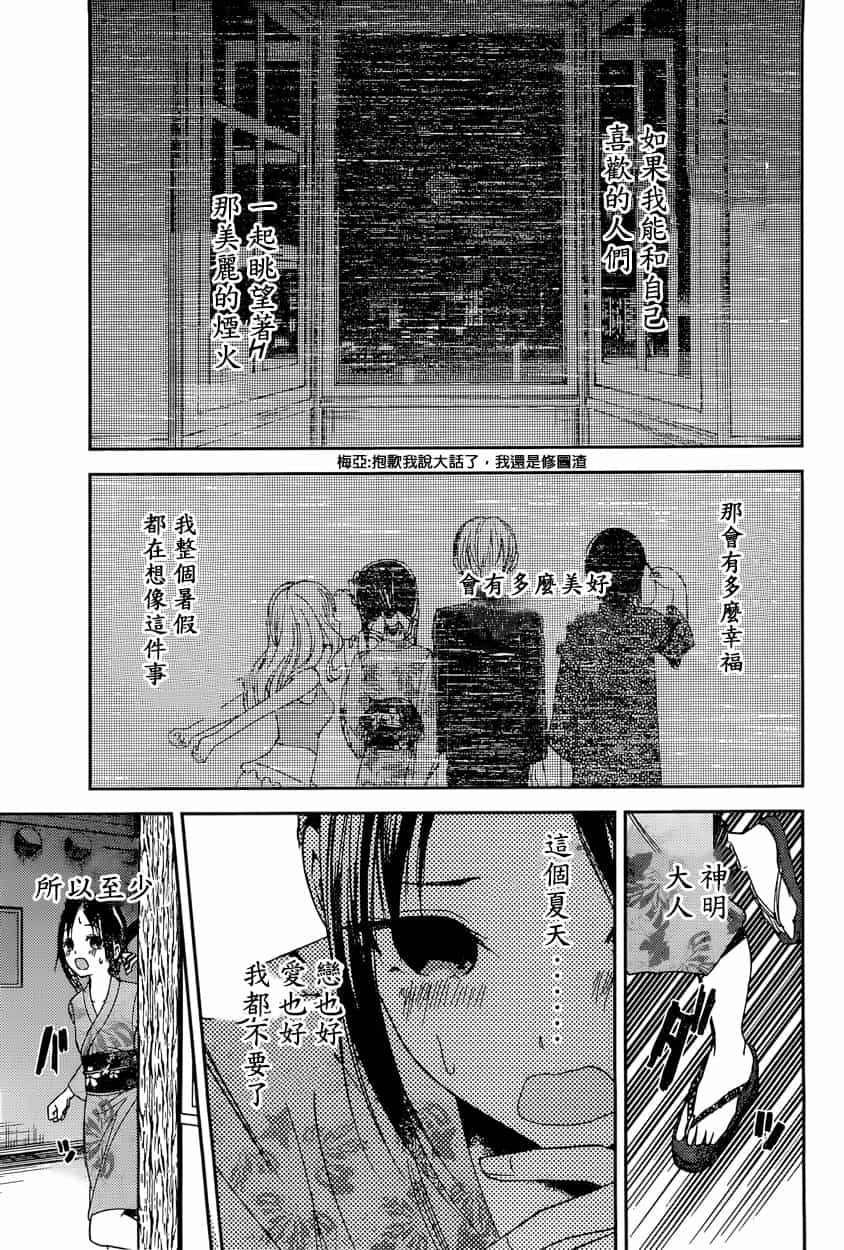 如果我能和自己
喜歡的人們
一起眺望著
那美麗的煙火
梅亞:抱歉我說大話了，我還是修圖渣
那會有多麼幸福
會有多麼美好
我整個暑假
都在想像這件事
神明
大人
這個夏天……
戀也好
愛也好
我都不要了
所以至少